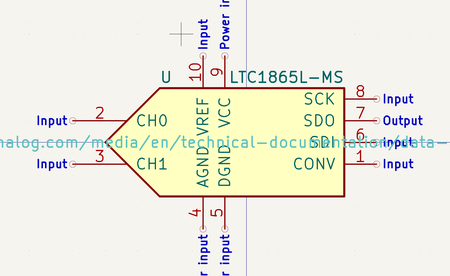 Input
Power in
10
9
U
LTC1865L-MS
VREF
VCC
SCK
8
Input
Input
2
CH0
SDO
7
Output
nalog.com/media/en/technical-documentation/data-
SDI
6
Input
Input
3
CH1
CONV
1
Input
AGND
DGND
4
5
r input
r input